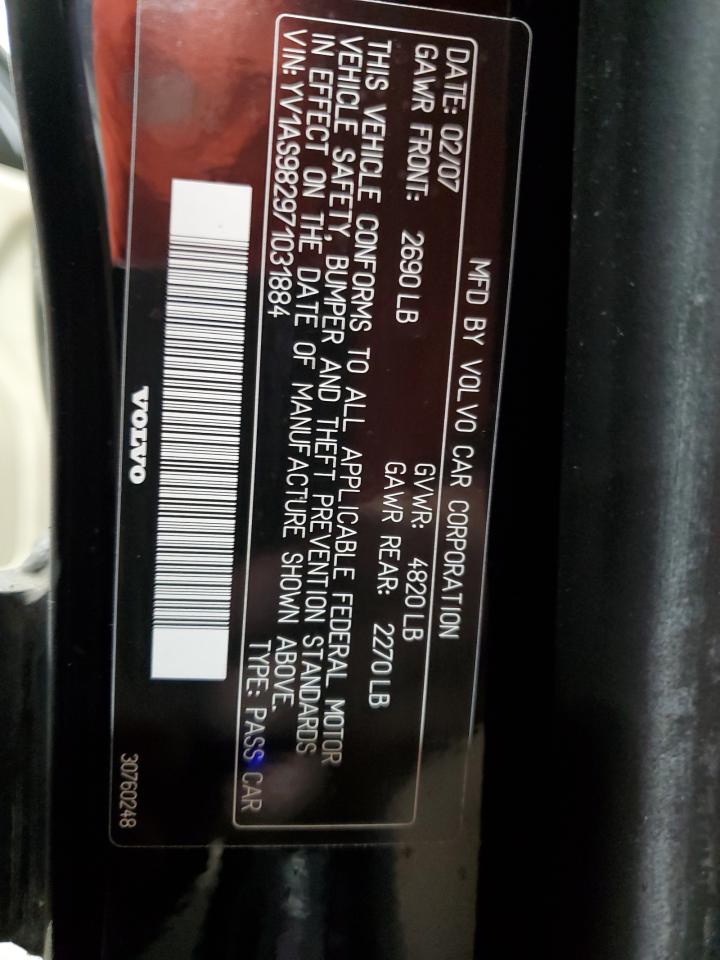 MFD BY VOLVO CAR CORPORATION
DATE: 02/07 GVWR: 4820 LB
GAWR FRONT: 2690 LB GAWR REAR: 2270 LB
THIS VEHICLE CONFORMS TO ALL APPLICABLE FEDERAL MOTOR
VEHICLE SAFETY, BUMPER AND THEFT PREVENTION STANDARDS
IN EFFECT ON THE DATE OF MANUFACTURE SHOWN ABOVE.
VIN: YV1AS982971031884 TYPE: PASS CAR
VOLVO
30760248